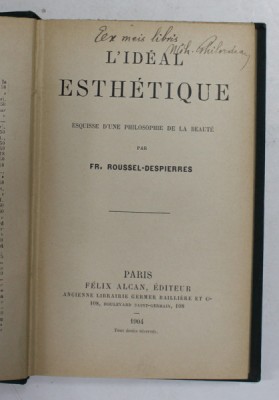 Ex meis libris
L'IDÉAL
ESTHÉTIQUE
ESQUISSE D'UNE PHILOSOPHIE DE LA BEAUTÉ
PAR
FR. ROUSSEL-DESPIERRES
PARIS
FÉLIX ALCAN, ÉDITEUR
ANCIENNE LIBRAIRIE GERMER BAILLIÈRE ET Cie
108, BOULEVARD SAINT-GERMAIN, 108
1904
Tous droits réservés.